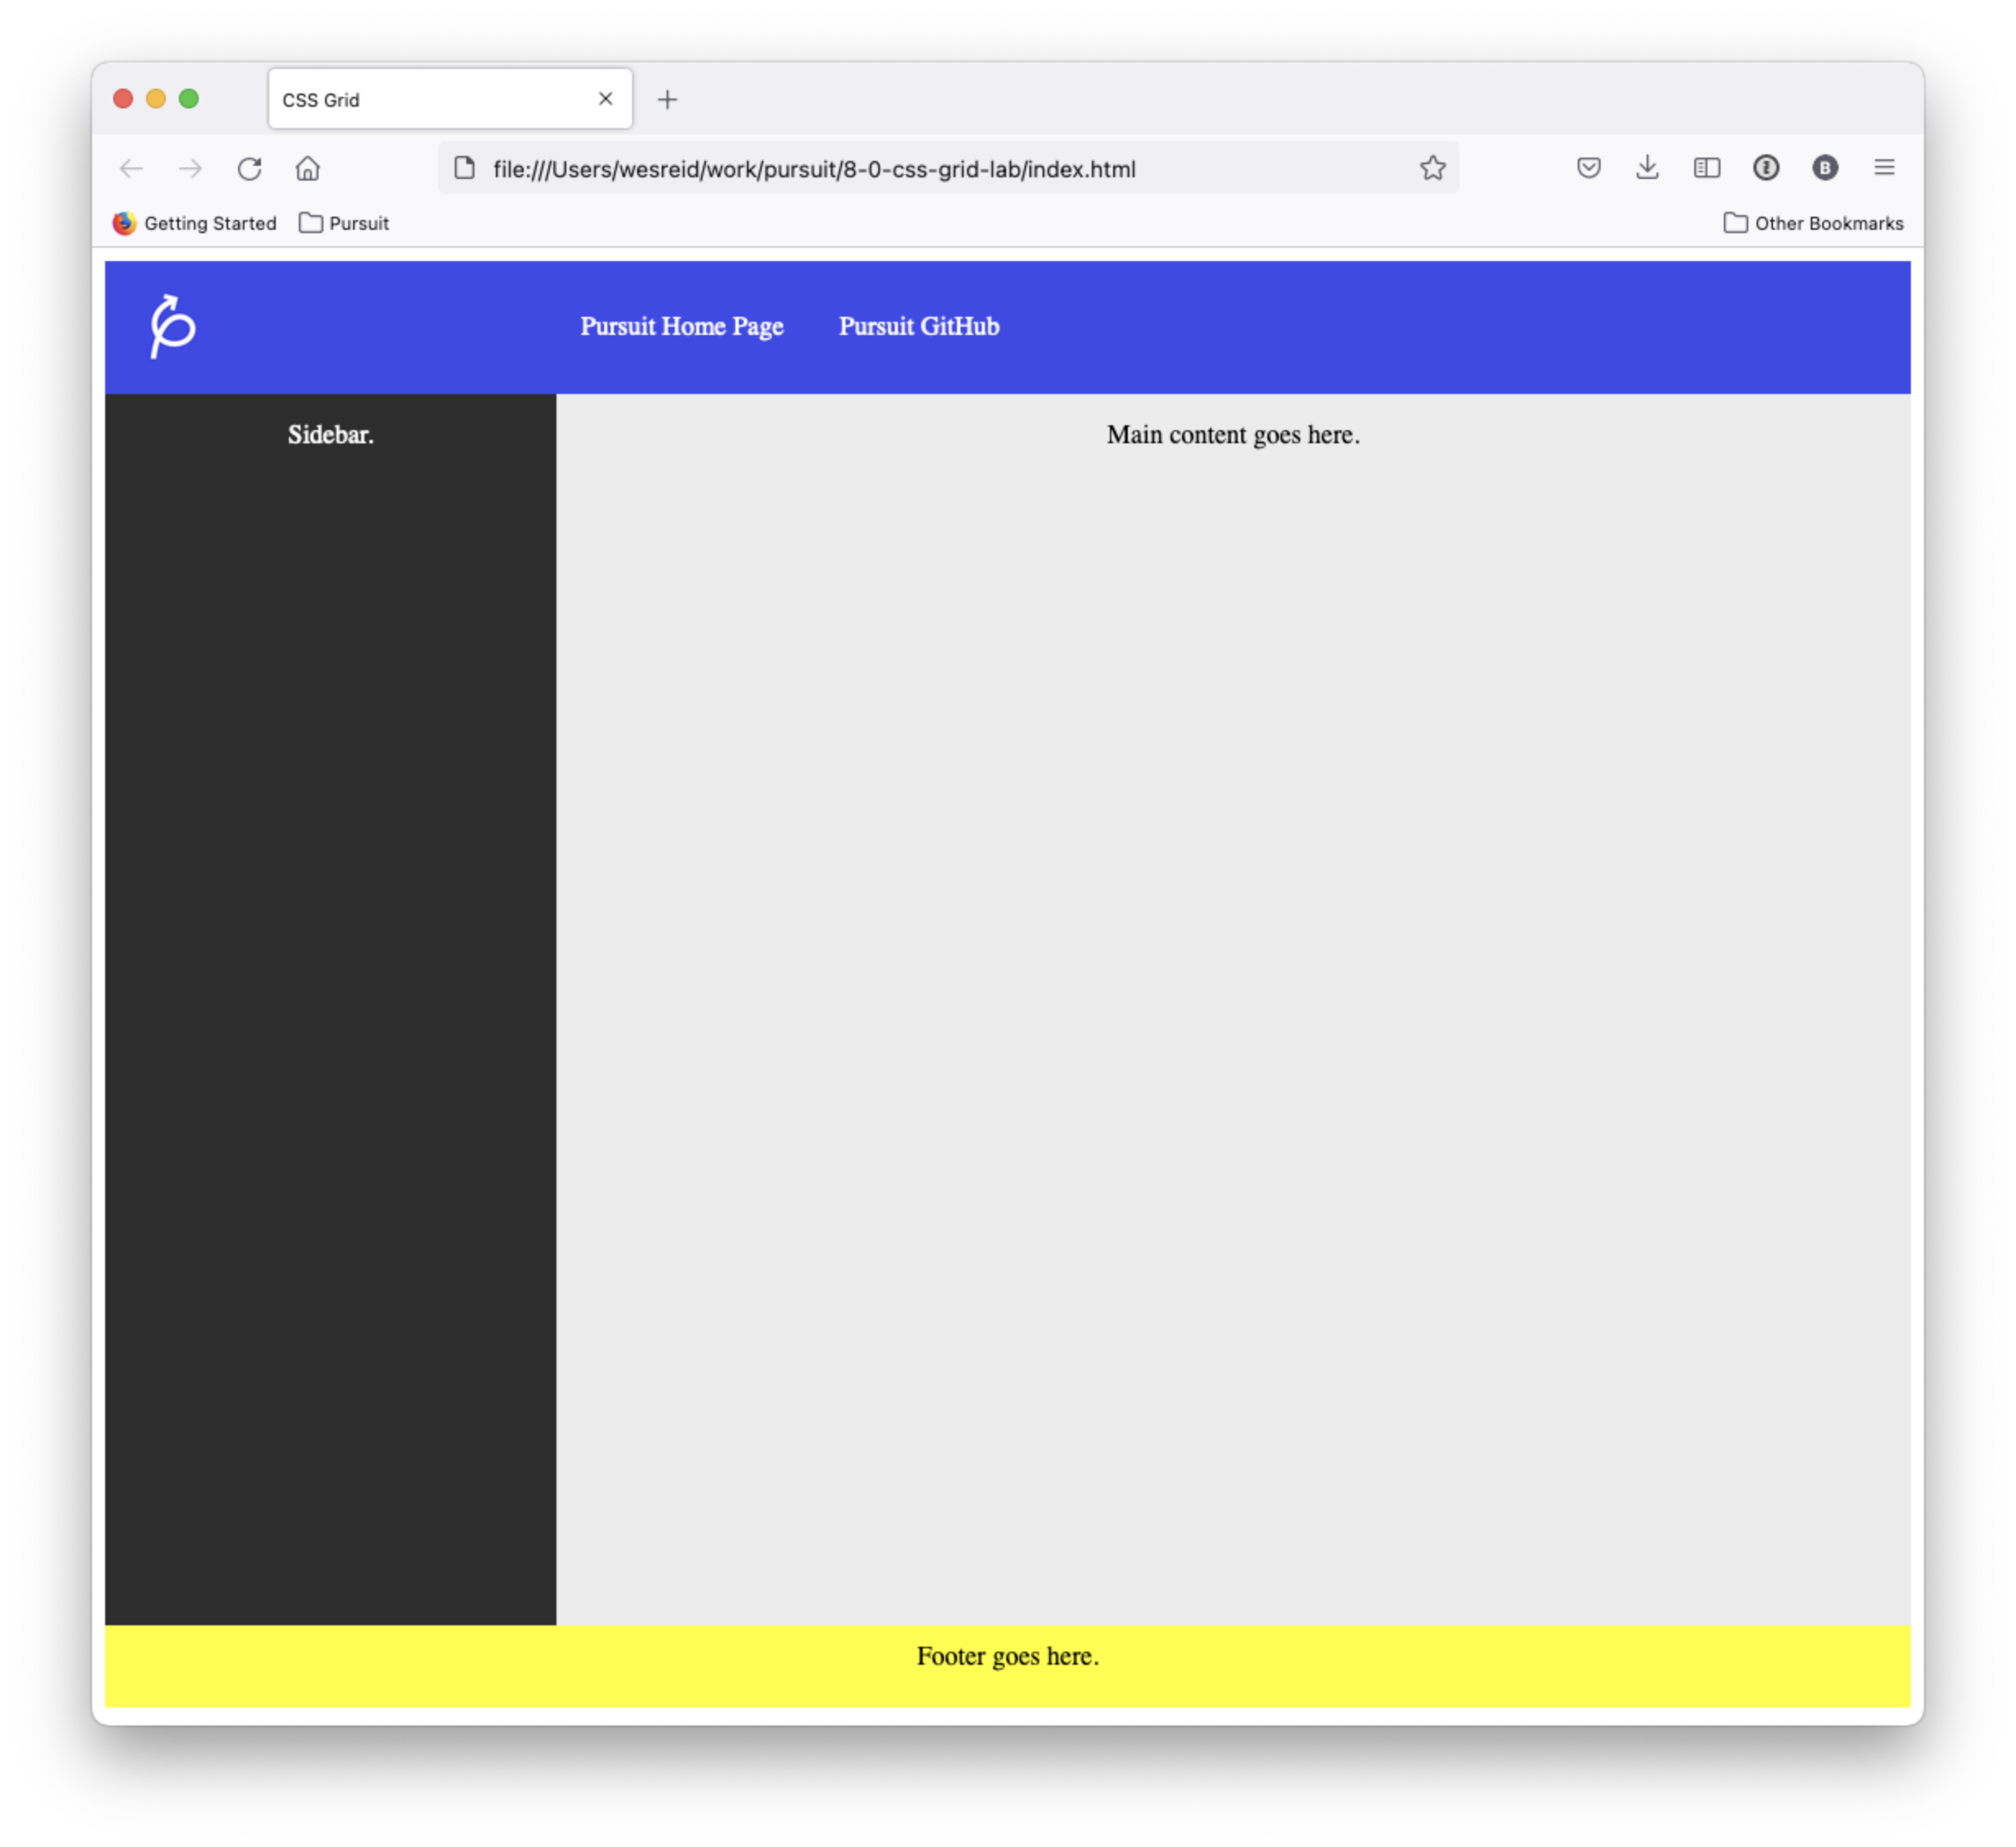 CSS Grid
file:///Users/wesreid/work/pursuit/8-0-css-grid-lab/index.html
B
Getting Started Pursuit Other Bookmarks
Pursuit Home Page Pursuit GitHub
Sidebar. Main content goes here.
Footer goes here.